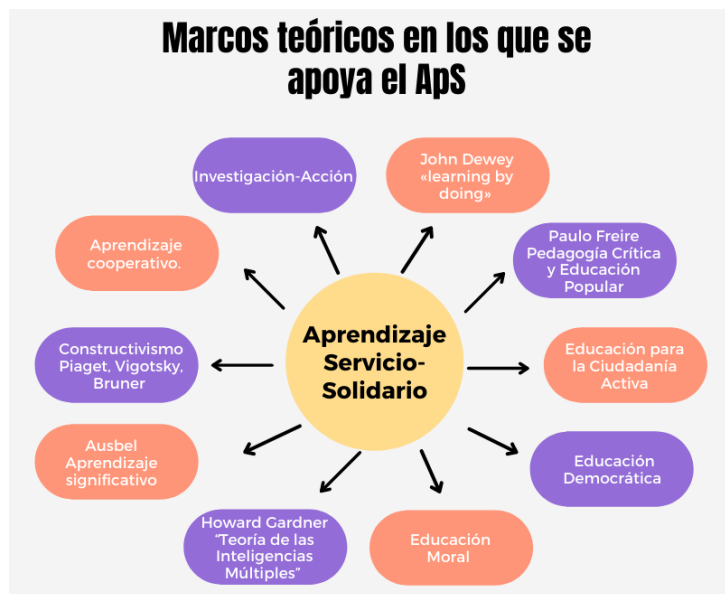 Marcos teóricos en los que se
apoya el ApS
Investigación-Acción
John Dewey
«learning by
doing»
Aprendizaje
cooperativo.
Paulo Freire
Pedagogía Crítica
y Educación
Popular
Aprendizaje
Servicio-
Solidario
Constructivismo
Piaget, Vigotsky,
Bruner
Educación para
la Ciudadanía
Activa
Ausbel
Aprendizaje
significativo
Educación
Democrática
Howard Gardner
“Teoría de las
Inteligencias
Múltiples”
Educación
Moral